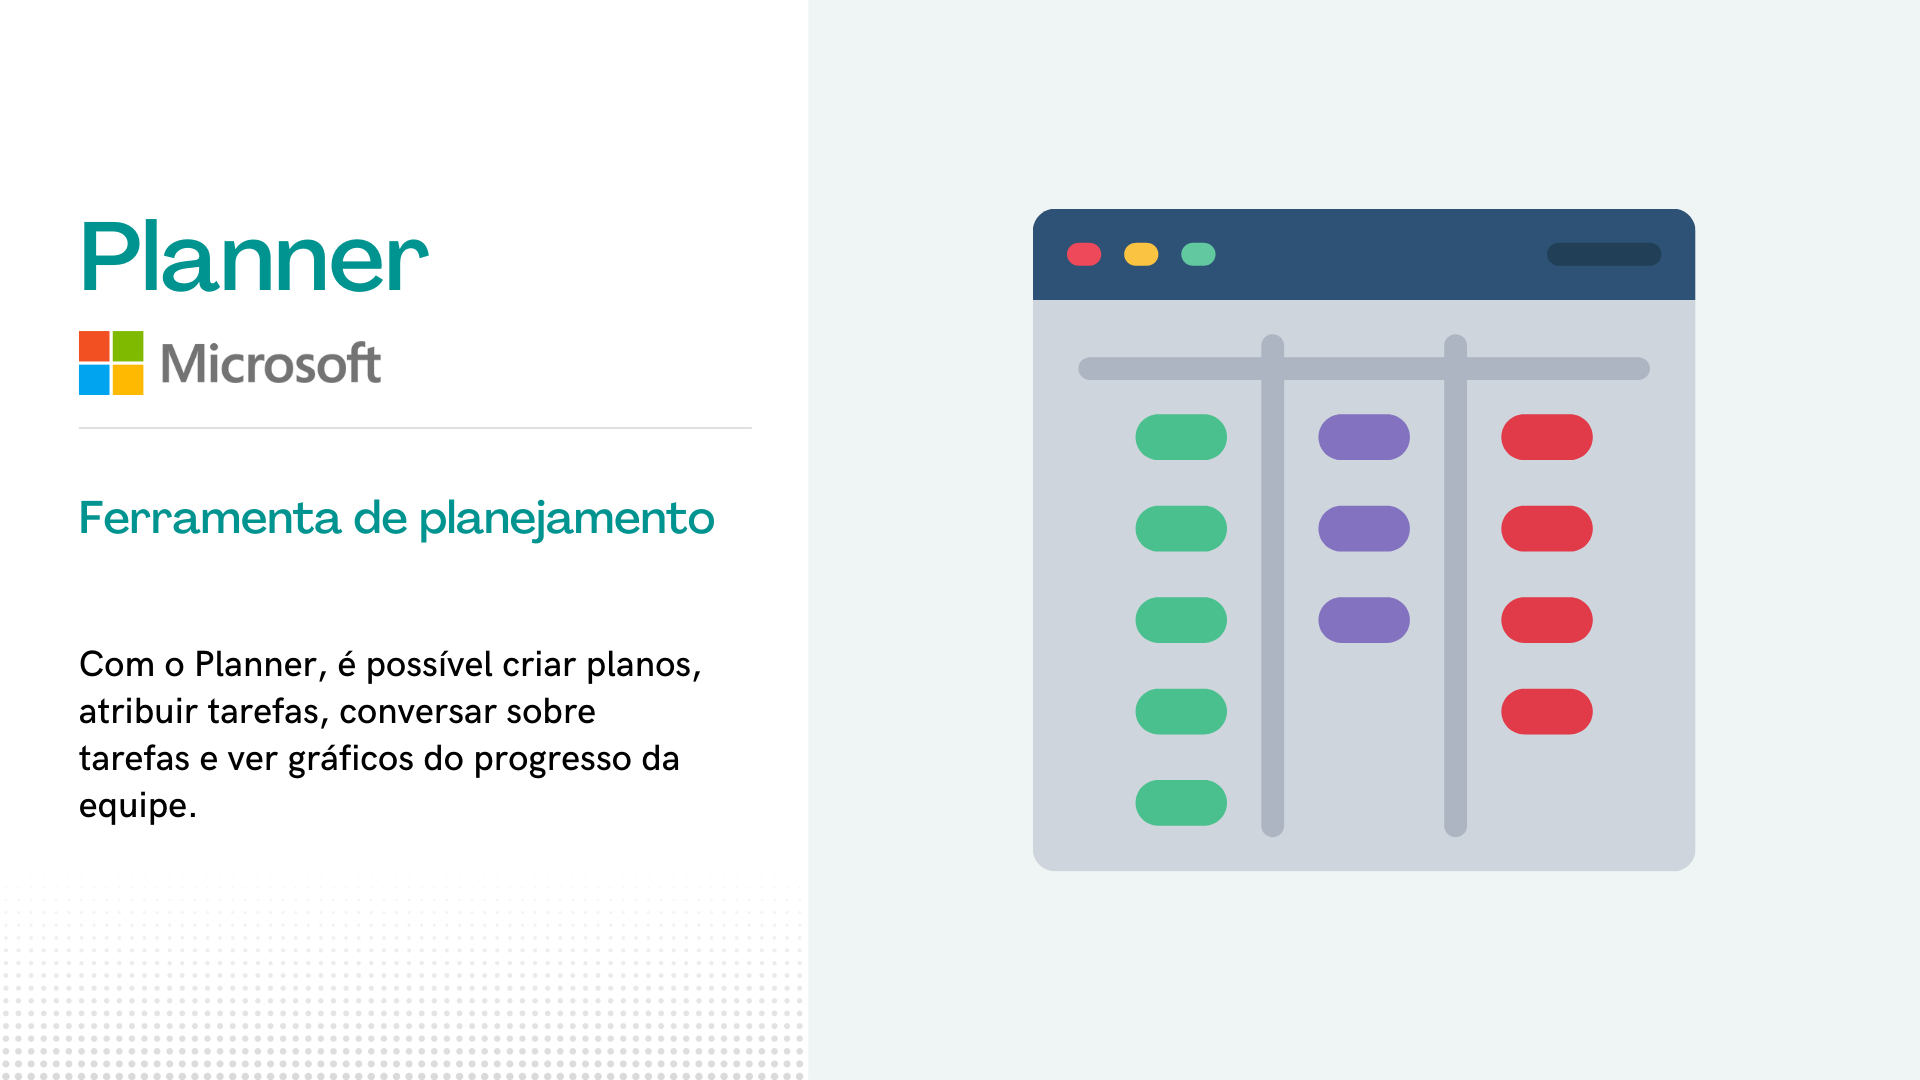 Planner
Microsoft
Ferramenta de planejamento
Com o Planner, é possível criar planos,
atribuir tarefas, conversar sobre
tarefas e ver gráficos do progresso da
equipe.